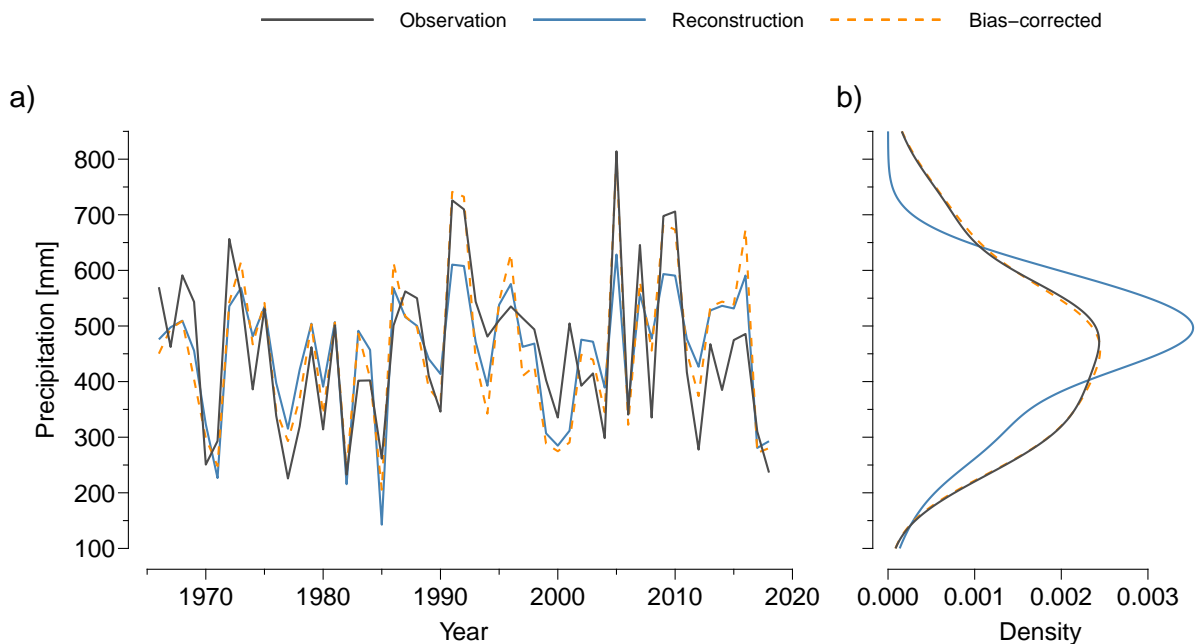 Observation Reconstruction Bias−corrected
a) b)
Precipitation [mm]
800
700
600
500
400
300
200
100
1970 1980 1990 2000 2010 2020
Year
0.000 0.001 0.002 0.003
Density